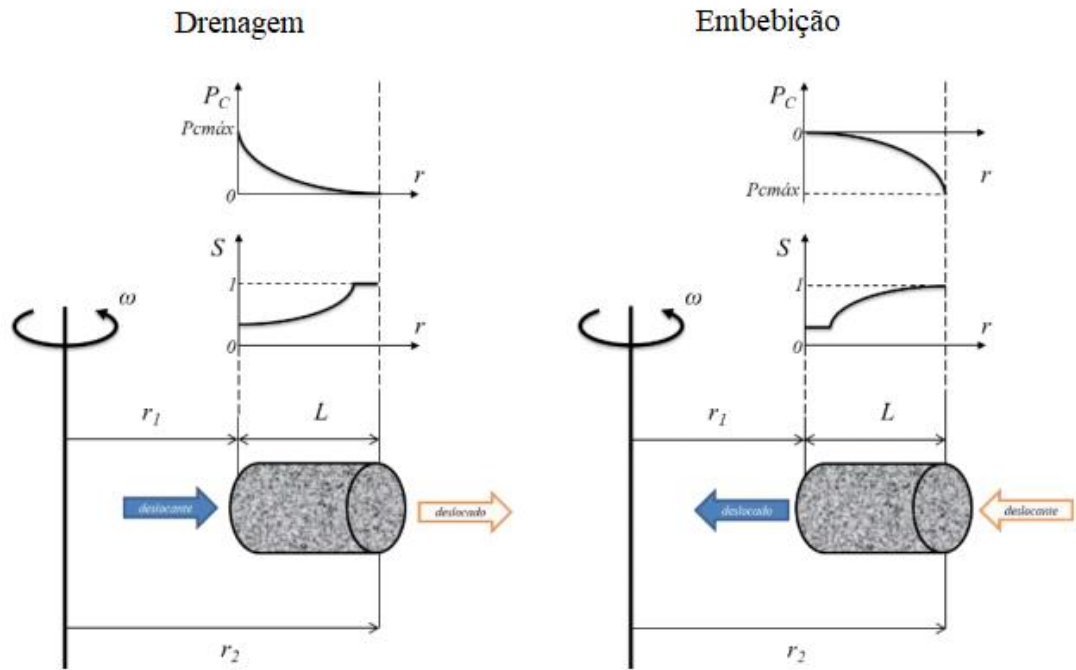 Drenagem
P_C
Pcmáx
0
r
S
1
0
r
ω
r_1
L
deslocante
deslocado
r_2
Embebição
P_C
0
r
Pcmáx
S
1
0
r
ω
r_1
L
deslocado
deslocante
r_2